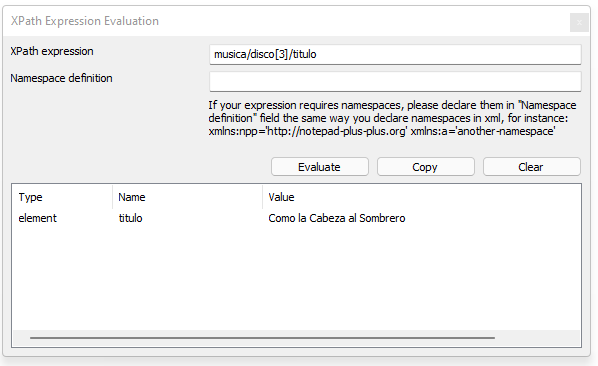 XPath Expression Evaluation
x
XPath expression
musica/disco[3]/titulo
Namespace definition
If your expression requires namespaces, please declare them in "Namespace
definition" field the same way you declare namespaces in xml, for instance:
xmlns:npp='http://notepad-plus-plus.org' xmlns:a='another-namespace'
Evaluate Copy Clear
Type Name Value
element titulo Como la Cabeza al Sombrero